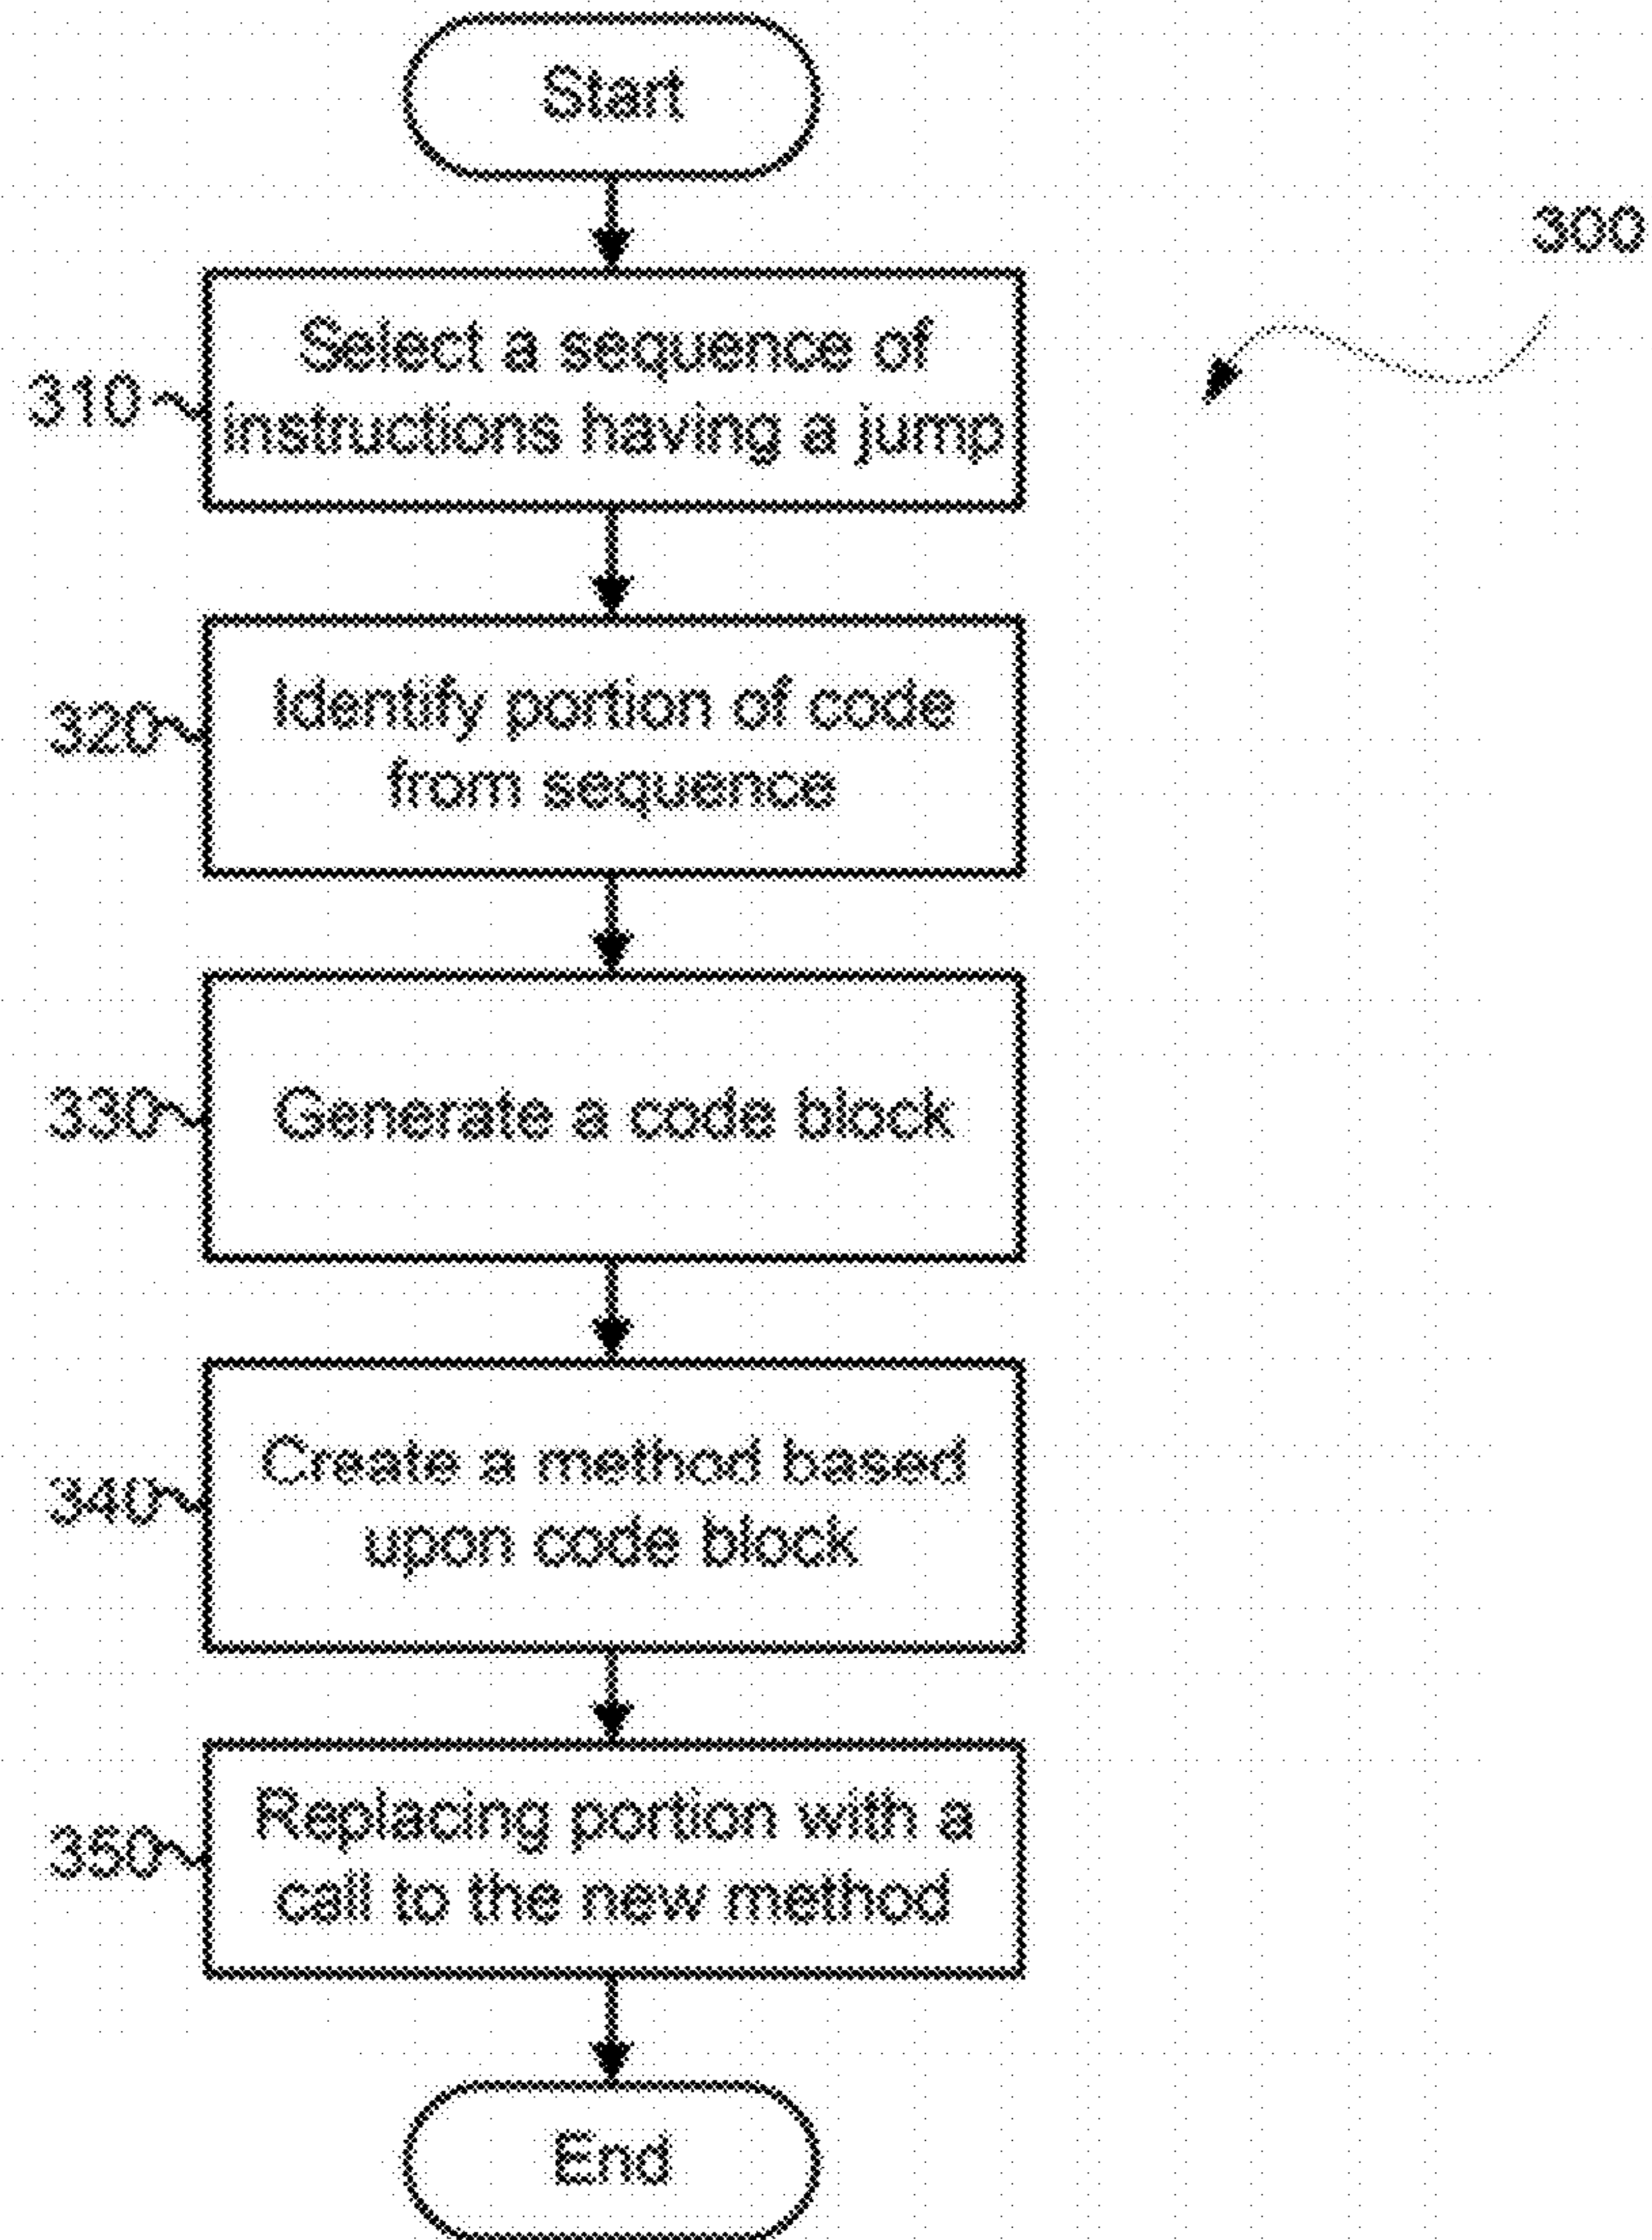 Start
300
310
Select a sequence of
instructions having a jump
320
Identify portion of code
from sequence
330
Generate a code block
340
Create a method based
upon code block
350
Replacing portion with a
call to the new method
End